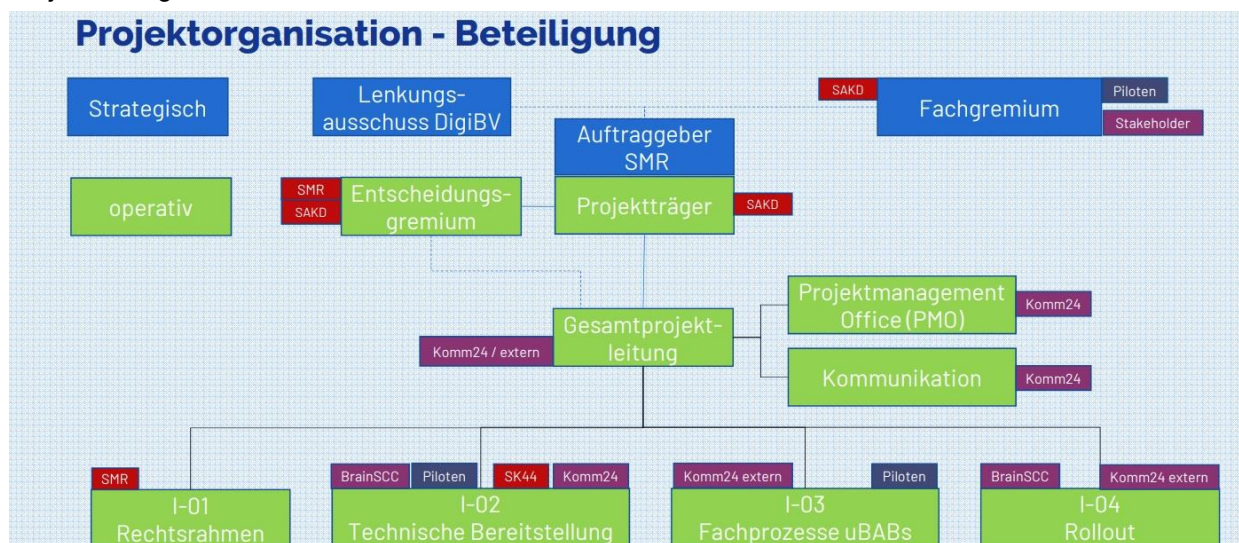 Projektorganisation - Beteiligung
Strategisch
Lenkungs-
ausschuss DigiBV
SAKD
Fachgremium
Piloten
Stakeholder
Auftraggeber
SMR
operativ
SMR
SAKD
Entscheidungs-
gremium
Projektträger
SAKD
Projektmanagement
Office (PMO)
Komm24
Gesamtprojekt-
leitung
Komm24 / extern
Kommunikation
Komm24
SMR
I-01
Rechtsrahmen
BrainSCC
Piloten
SK44
Komm24
I-02
Technische Bereitstellung
Komm24 extern
Piloten
I-03
Fachprozesse uBABs
BrainSCC
Komm24 extern
I-04
Rollout